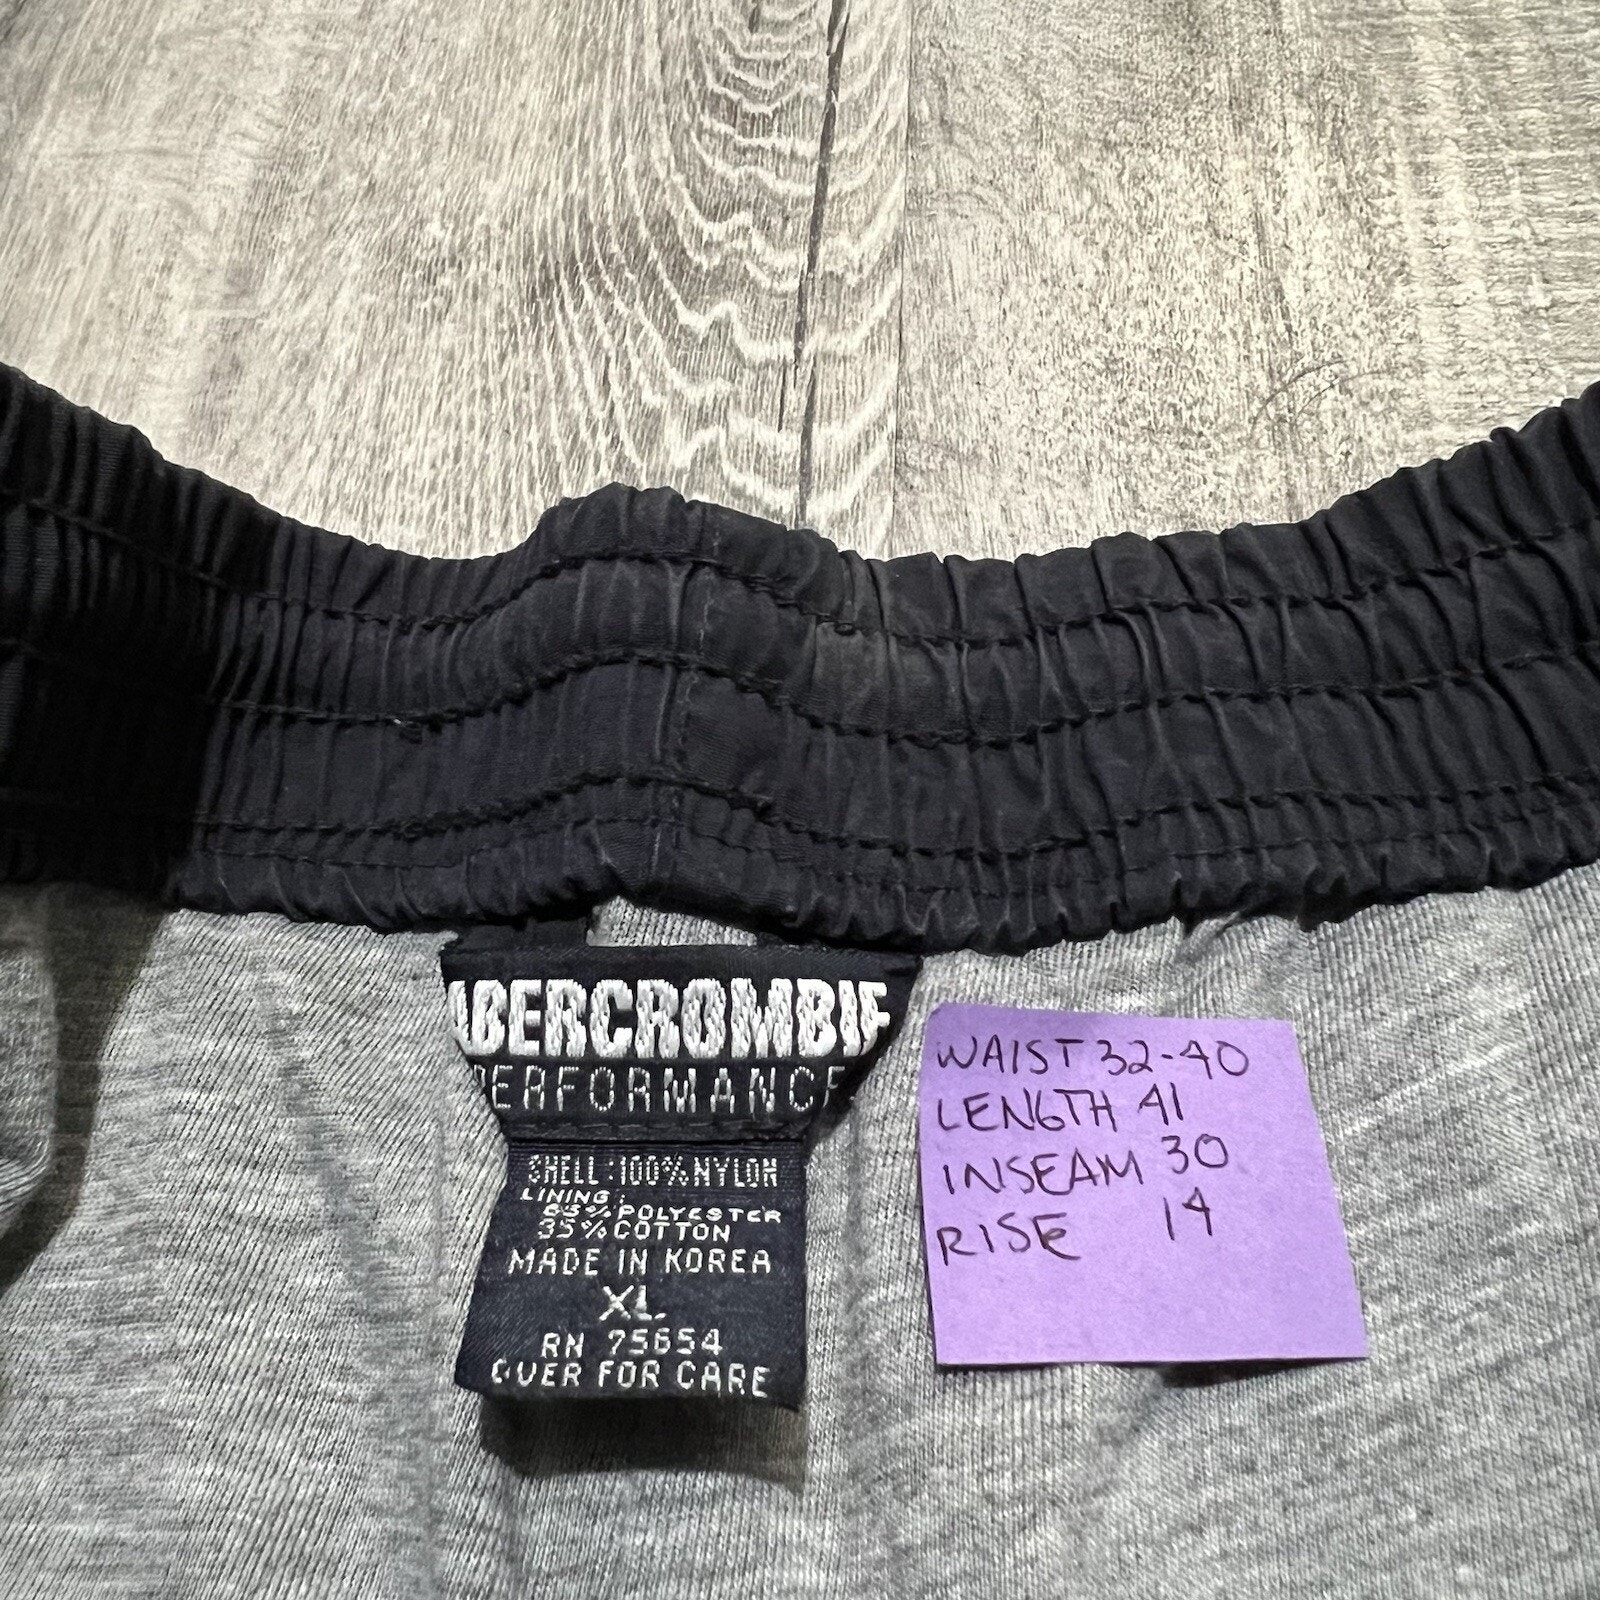 ABERCROMBIE
PERFORMANCE
SHELL:100%NYLON
LINING:
65%POLYESTER
35%COTTON
MADE IN KOREA
XL
RN 75654
OVER FOR CARE
WAIST 32-40
LENGTH 41
INSEAM 30
RISE 14